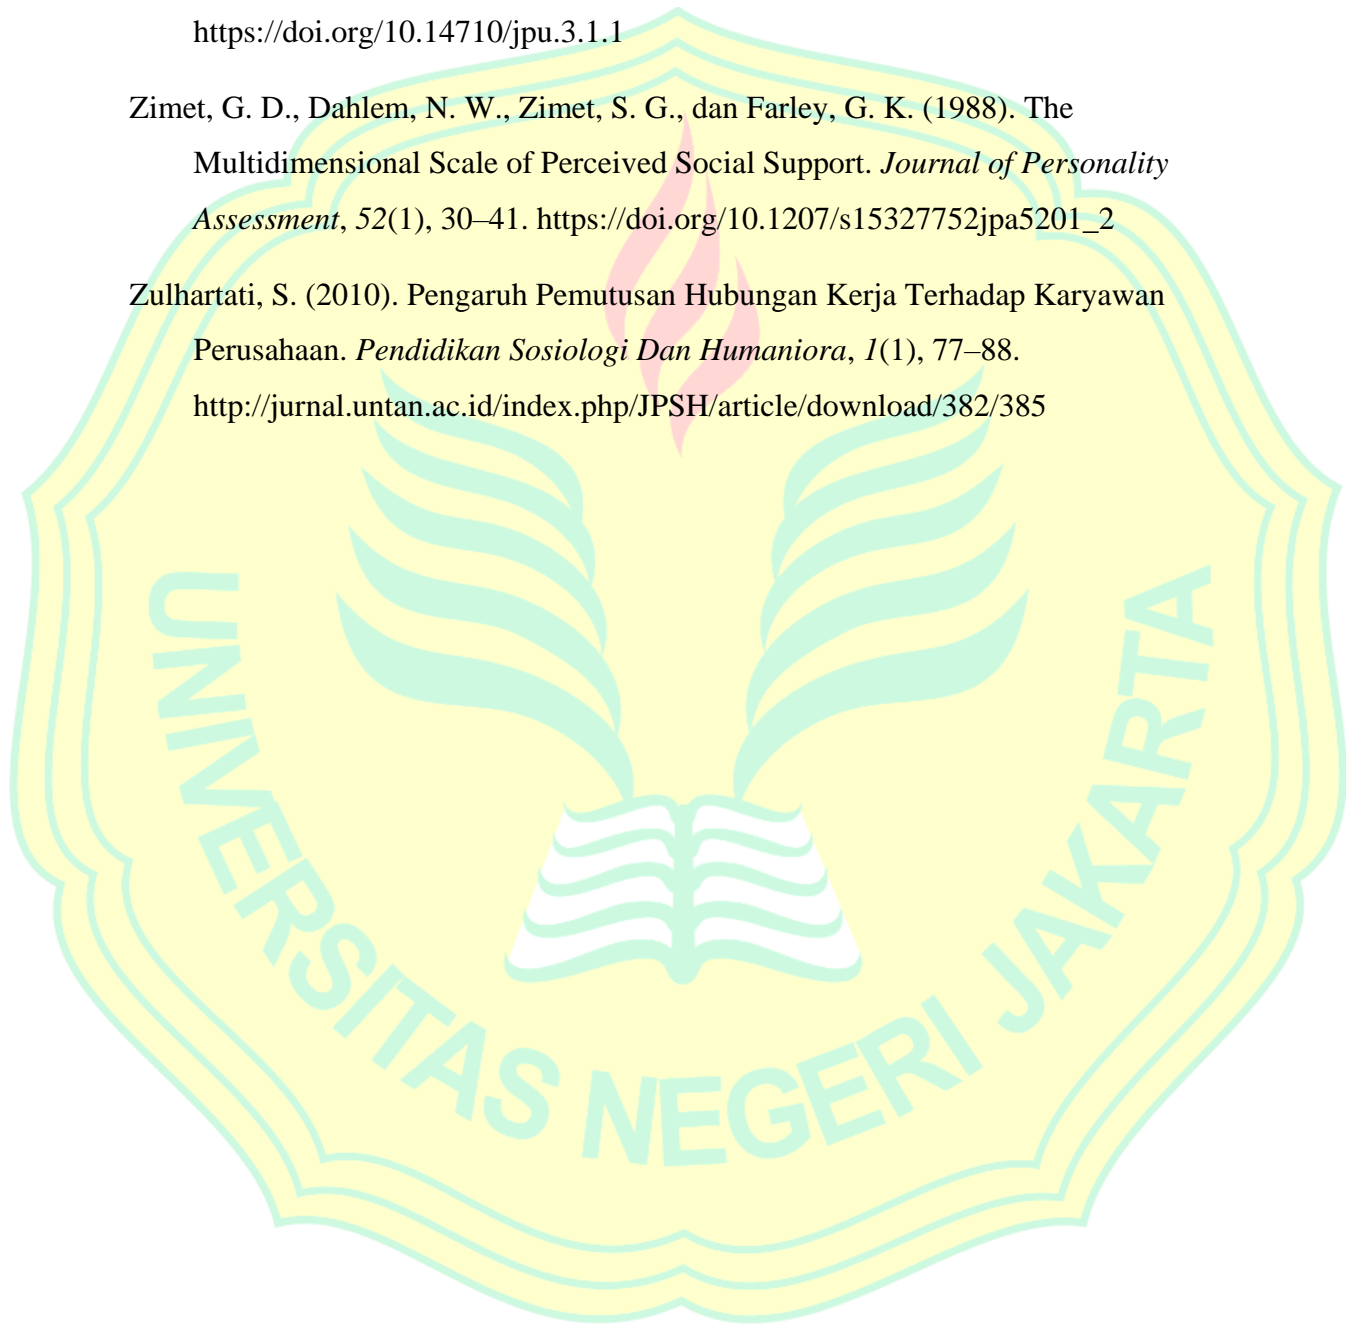 https://doi.org/10.14710/jpu.3.1.1
Zimet, G. D., Dahlem, N. W., Zimet, S. G., dan Farley, G. K. (1988). The
Multidimensional Scale of Perceived Social Support. Journal of Personality
Assessment, 52(1), 30–41. https://doi.org/10.1207/s15327752jpa5201_2
Zulhartati, S. (2010). Pengaruh Pemutusan Hubungan Kerja Terhadap Karyawan
Perusahaan. Pendidikan Sosiologi Dan Humaniora, 1(1), 77–88.
http://jurnal.untan.ac.id/index.php/JPSH/article/download/382/385
UNIVERSITAS NEGERI JAKARTA